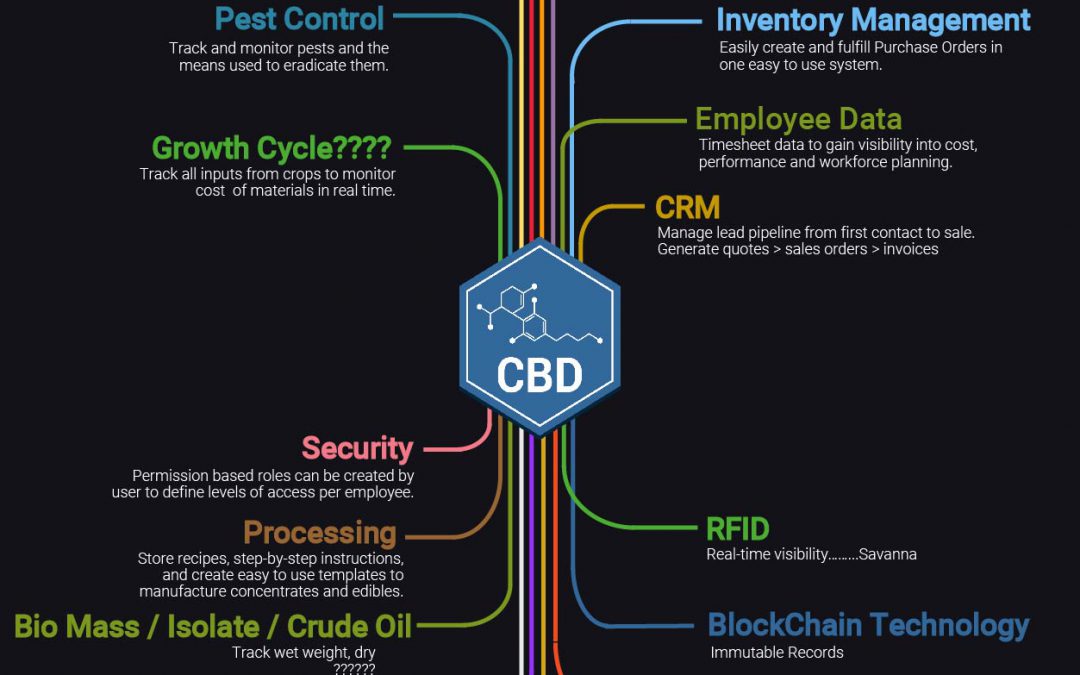 Pest Control
Track and monitor pests and the
means used to eradicate them.
Growth Cycle????
Track all inputs from crops to monitor
cost of materials in real time.
Inventory Management
Easily create and fulfill Purchase Orders in
one easy to use system.
Employee Data
Timesheet data to gain visibility into cost,
performance and workforce planning.
CRM
Manage lead pipeline from first contact to sale.
Generate quotes > sales orders > invoices
CBD
Security
Permission based roles can be created by
user to define levels of access per employee.
Processing
Store recipes, step-by-step instructions,
and create easy to use templates to
manufacture concentrates and edibles.
Bio Mass / Isolate / Crude Oil
Track wet weight, dry
??????
RFID
Real-time visibility.........Savanna
BlockChain Technology
Immutable Records